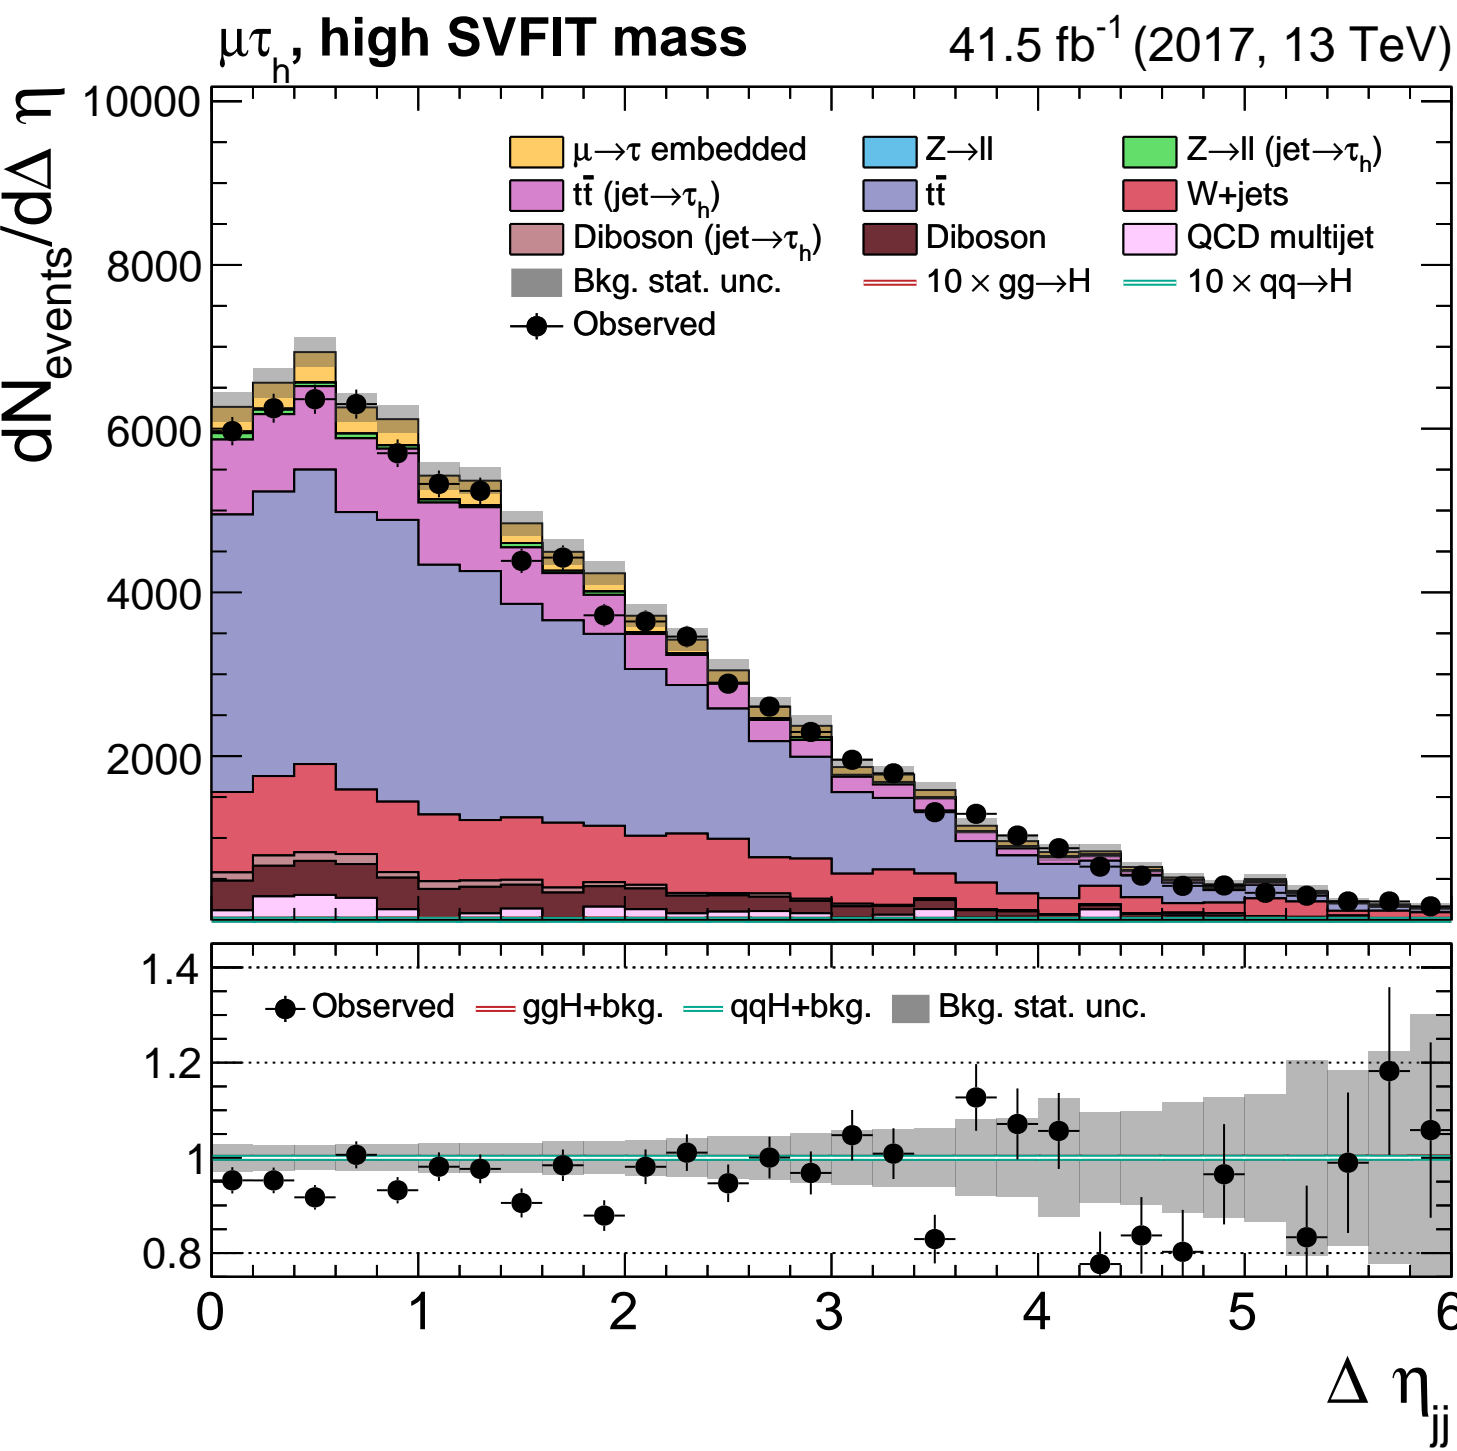 μτh, high SVFIT mass 41.5 fb-1 (2017, 13 TeV)
dNevents/dΔ η
10000
8000
6000
4000
2000
μ→τ embedded Z→ll Z→ll (jet→τh)
tt̄ (jet→τh) tt̄ W+jets
Diboson (jet→τh) Diboson QCD multijet
Bkg. stat. unc. 10 × gg→H 10 × qq→H
Observed
1.4
1.2
1
0.8
Observed ggH+bkg. qqH+bkg. Bkg. stat. unc.
0 1 2 3 4 5 6
Δ ηjj